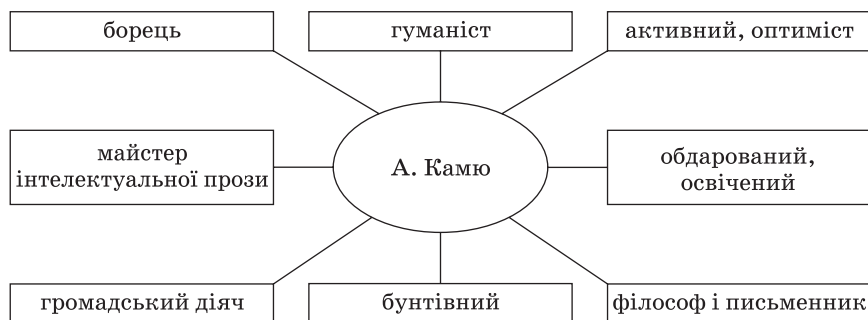 борець
гуманіст
активний, оптиміст
майстер
інтелектуальної прози
А. Камю
обдарований,
освічений
громадський діяч
бунтівний
філософ і письменник